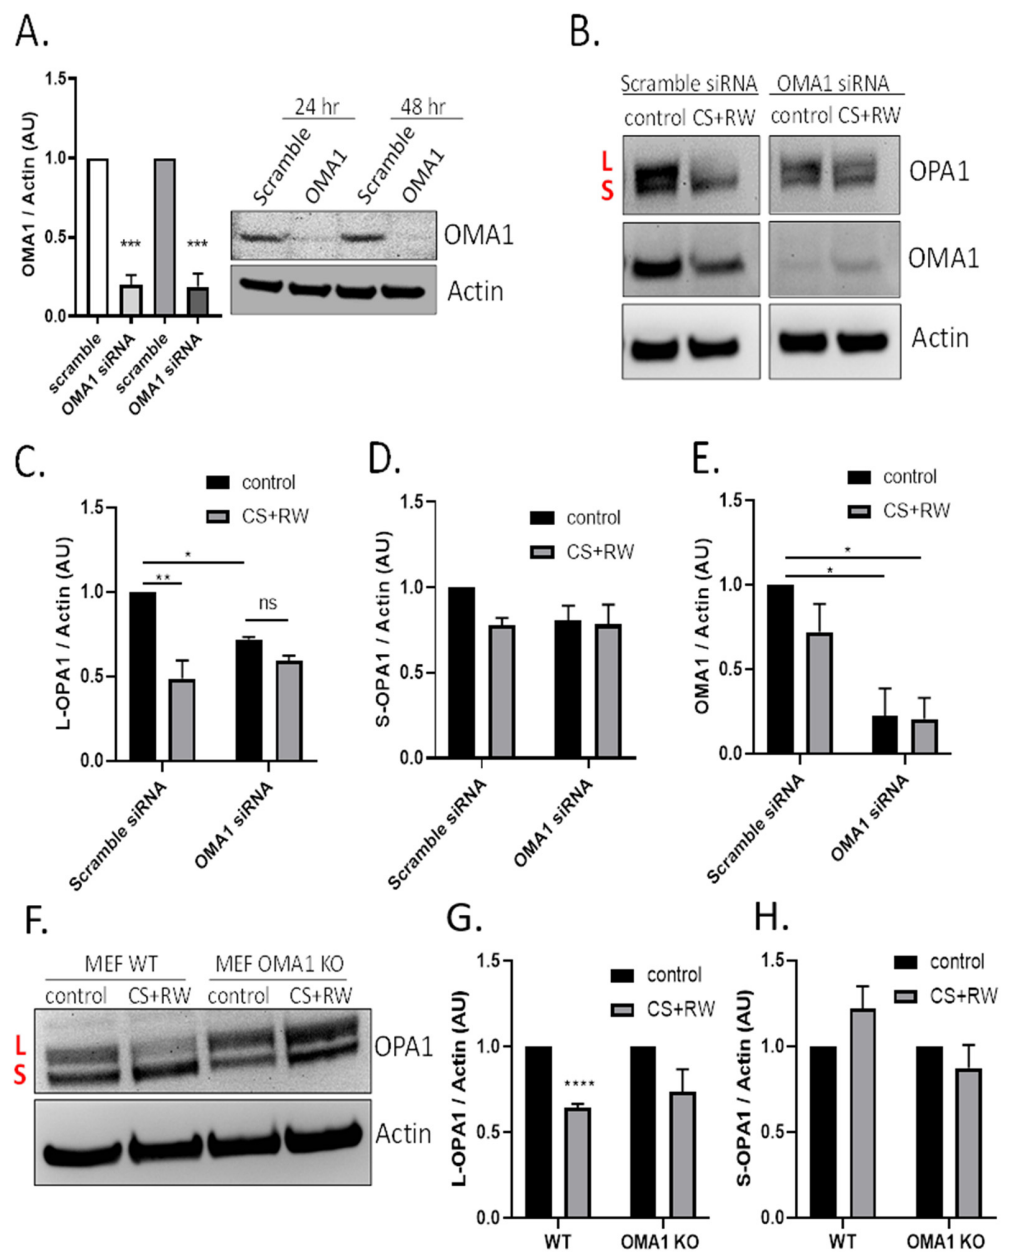 A.
1.5
1.0
0.5
0.0
OMA1 / Actin (AU)
***
***
scramble
OMA1 siRNA
scramble
OMA1 siRNA
24 hr
48 hr
Scramble
OMA1
Scramble
OMA1
OMA1
Actin
B.
Scramble siRNA
OMA1 siRNA
control CS+RW
control CS+RW
L
S
OPA1
OMA1
Actin
C.
control
CS+RW
1.5
1.0
0.5
0.0
L-OPA1 / Actin (AU)
*
**
ns
Scramble siRNA
OMA1 siRNA
D.
control
CS+RW
1.5
1.0
0.5
0.0
S-OPA1 / Actin (AU)
Scramble siRNA
OMA1 siRNA
E.
control
CS+RW
1.5
1.0
0.5
0.0
OMA1 / Actin (AU)
*
*
Scramble siRNA
OMA1 siRNA
F.
MEF WT
MEF OMA1 KO
control CS+RW
control CS+RW
L
S
OPA1
Actin
G.
control
CS+RW
1.5
1.0
0.5
0.0
L-OPA1 / Actin (AU)
****
WT
OMA1 KO
H.
control
CS+RW
1.5
1.0
0.5
0.0
S-OPA1 / Actin (AU)
WT
OMA1 KO